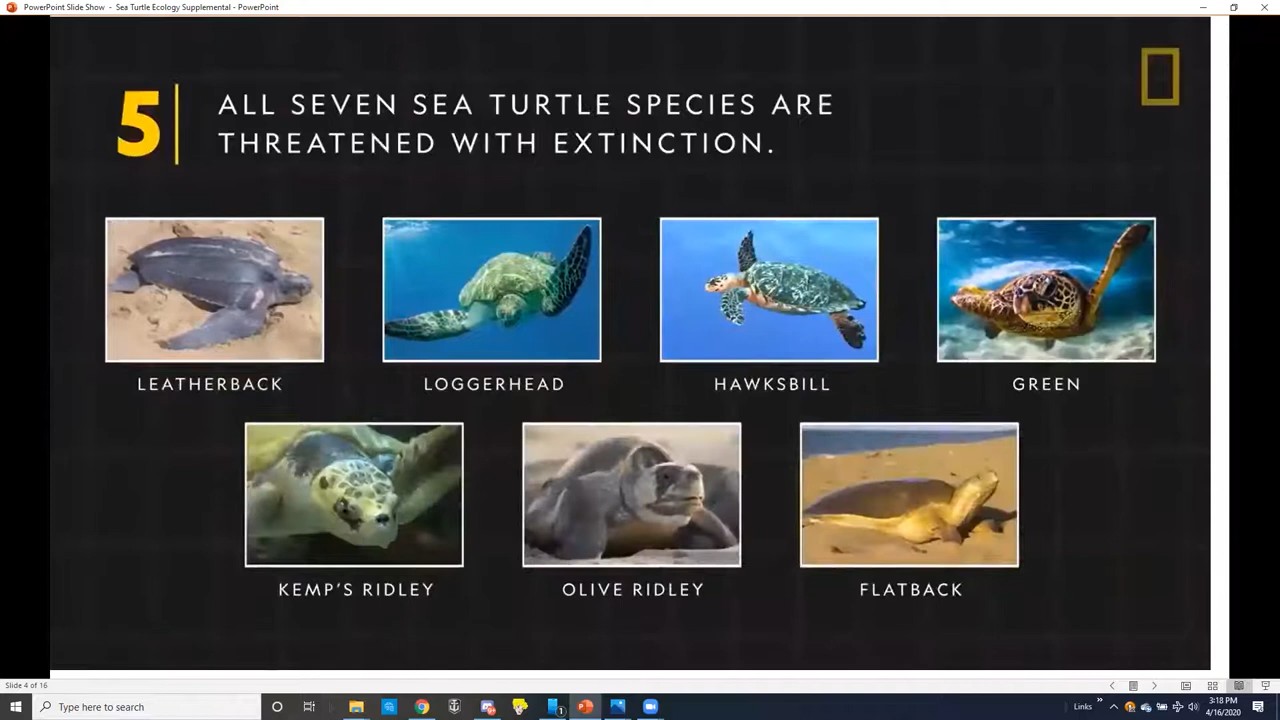 PowerPoint Slide Show - Sea Turtle Ecology Supplemental - PowerPoint
5
ALL SEVEN SEA TURTLE SPECIES ARE
THREATENED WITH EXTINCTION.
LEATHERBACK
LOGGERHEAD
HAWKSBILL
GREEN
KEMP'S RIDLEY
OLIVE RIDLEY
FLATBACK
Slide 4 of 16
Type here to search
1
Links
3:18 PM
4/16/2020